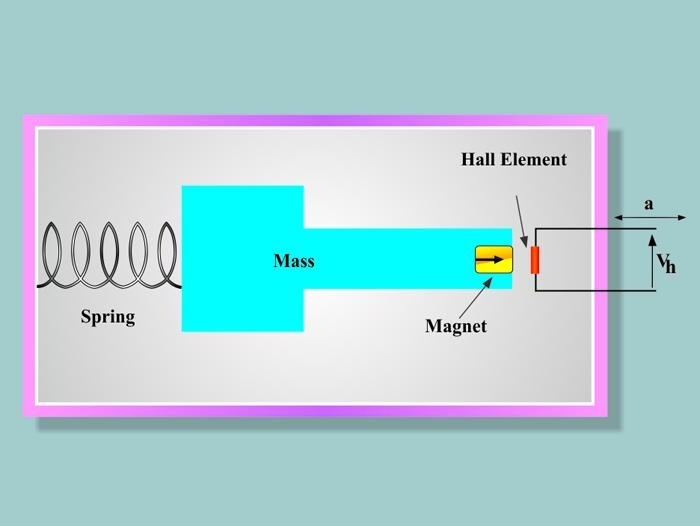 Hall Element
a
Mass
Vh
Spring
Magnet